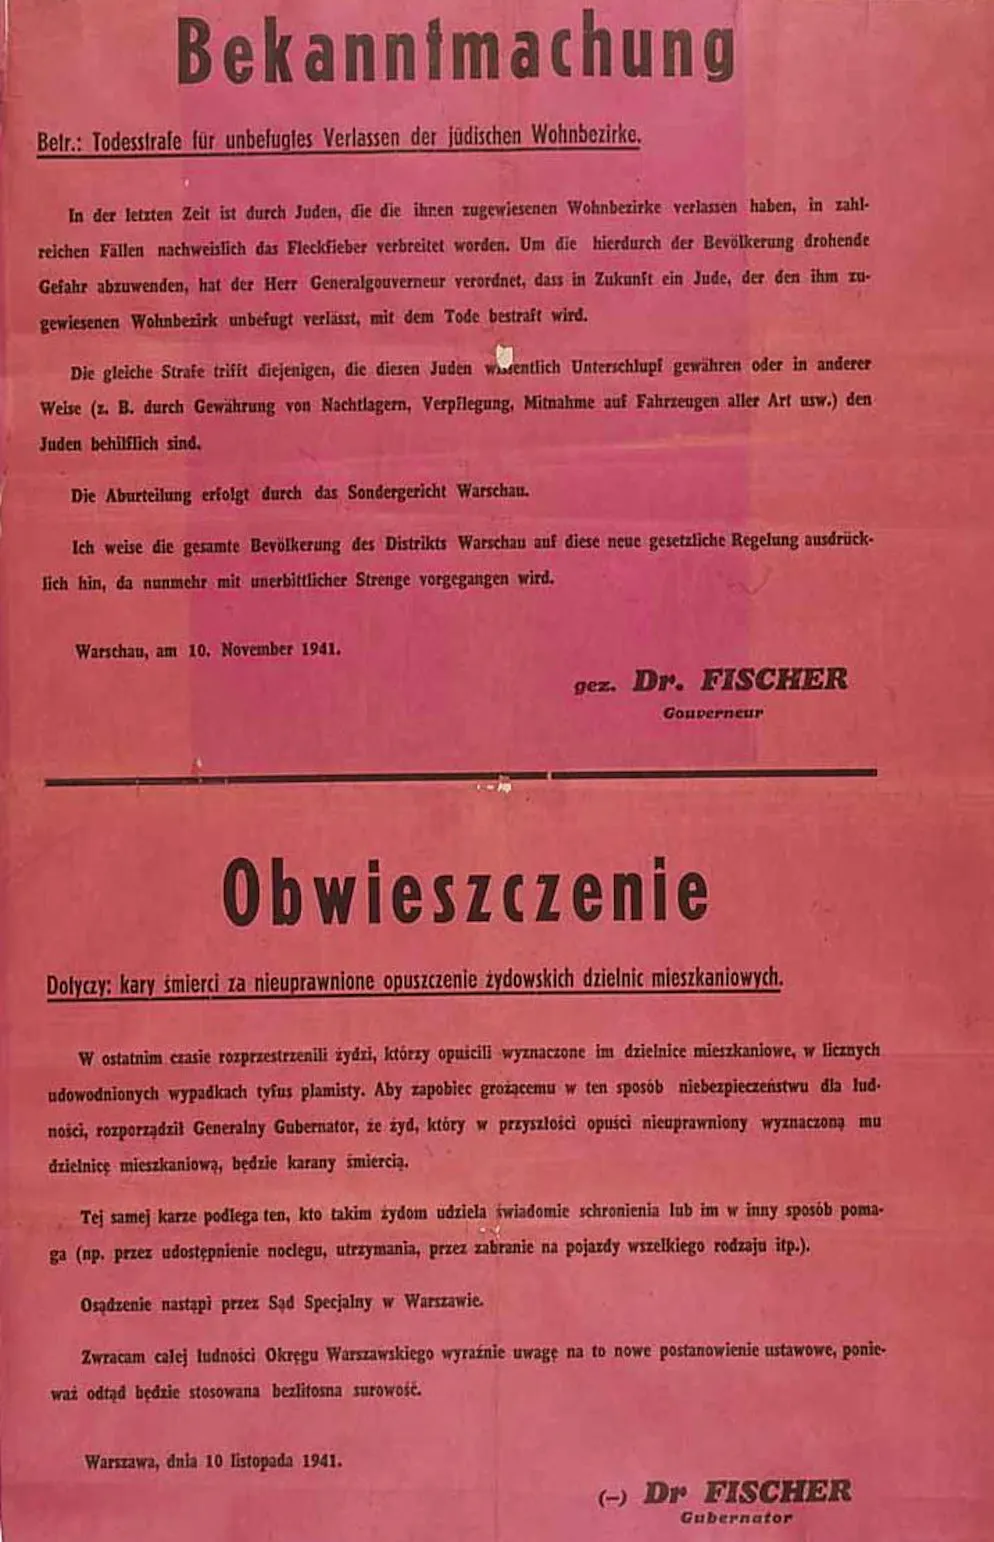 Bekanntmachung
Betr.: Todesstrafe für unbefugtes Verlassen der jüdischen Wohnbezirke.
In der letzten Zeit ist durch Juden, die die ihnen zugewiesenen Wohnbezirke verlassen haben, in zahl-
reichen Fällen nachweislich das Fleckfieber verbreitet worden. Um die hierdurch der Bevölkerung drohende
Gefahr abzuwenden, hat der Herr Generalgouverneur verordnet, dass in Zukunft ein Jude, der den ihm zu-
gewiesenen Wohnbezirk unbefugt verlässt, mit dem Tode bestraft wird.
Die gleiche Strafe trifft diejenigen, die diesen Juden wissentlich Unterschlupf gewähren oder in anderer
Weise (z. B. durch Gewährung von Nachtlagern, Verpflegung, Mitnahme auf Fahrzeugen aller Art usw.) den
Juden behilflich sind.
Die Aburteilung erfolgt durch das Sondergericht Warschau.
Ich weise die gesamte Bevölkerung des Distrikts Warschau auf diese neue gesetzliche Regelung ausdrück-
lich hin, da nunmehr mit unerbittlicher Strenge vorgegangen wird.
Warschau, am 10. November 1941.
gez. Dr. FISCHER
Gouverneur
Obwieszczenie
Dotyczy: kary śmierci za nieuprawnione opuszczenie żydowskich dzielnic mieszkaniowych.
W ostatnim czasie rozprzestrzenili żydzi, którzy opuścili wyznaczone im dzielnice mieszkaniowe, w licznych
udowodnionych wypadkach tyfus plamisty. Aby zapobiec grożącemu w ten sposób niebezpieczeństwu dla lud-
ności, rozporządził Generalny Gubernator, że żyd, który w przyszłości opuści nieuprawniony wyznaczoną mu
dzielnicę mieszkaniową, będzie karany śmiercią.
Tej samej karze podlega ten, kto takim żydom udziela świadomie schronienia lub im w inny sposób poma-
ga (np. przez udostępnienie noclegu, utrzymania, przez zabranie na pojazdy wszelkiego rodzaju itp.).
Osądzenie nastąpi przez Sąd Specjalny w Warszawie.
Zwracam całej ludności Okręgu Warszawskiego wyraźnie uwagę na to nowe postanowienie ustawowe, ponie-
waż odtąd będzie stosowana bezlitosna surowość.
Warszawa, dnia 10 listopada 1941.
(—) Dr FISCHER
Gubernator